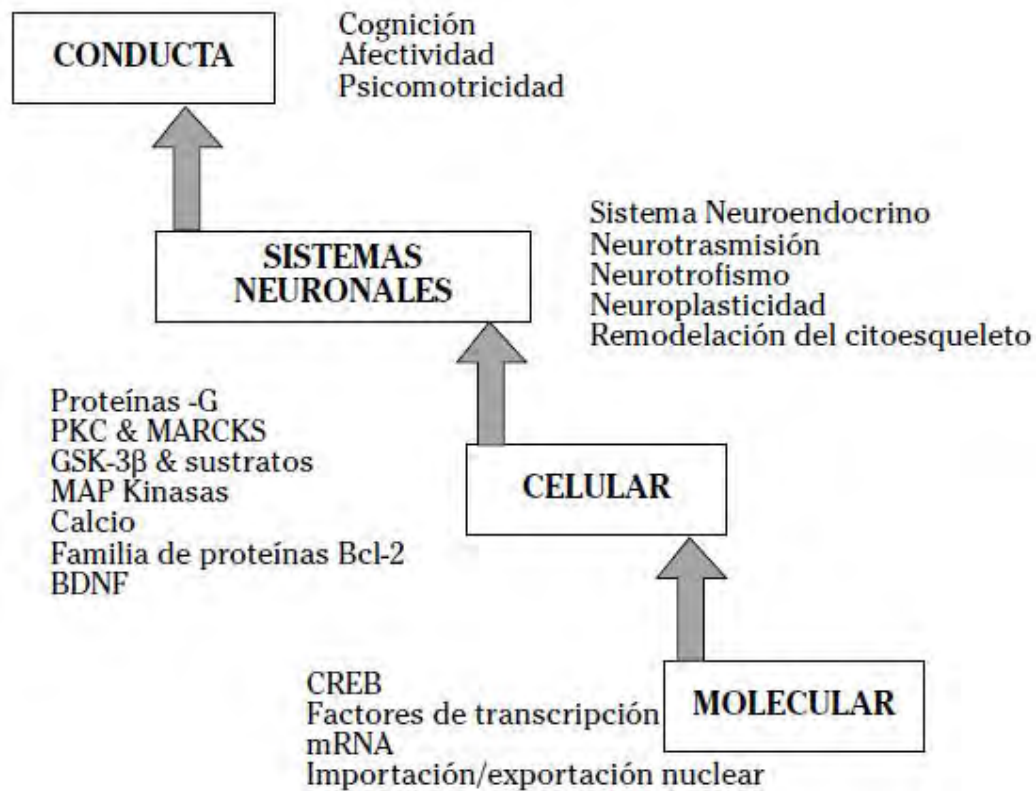 CONDUCTA
Cognición
Afectividad
Psicomotricidad
SISTEMAS
NEURONALES
Sistema Neuroendocrino
Neurotrasmisión
Neurotrofismo
Neuroplasticidad
Remodelación del citoesqueleto
Proteínas -G
PKC & MARCKS
GSK-3β & sustratos
MAP Kinasas
Calcio
Familia de proteínas Bcl-2
BDNF
CELULAR
CREB
Factores de transcripción
mRNA
Importación/exportación nuclear
MOLECULAR